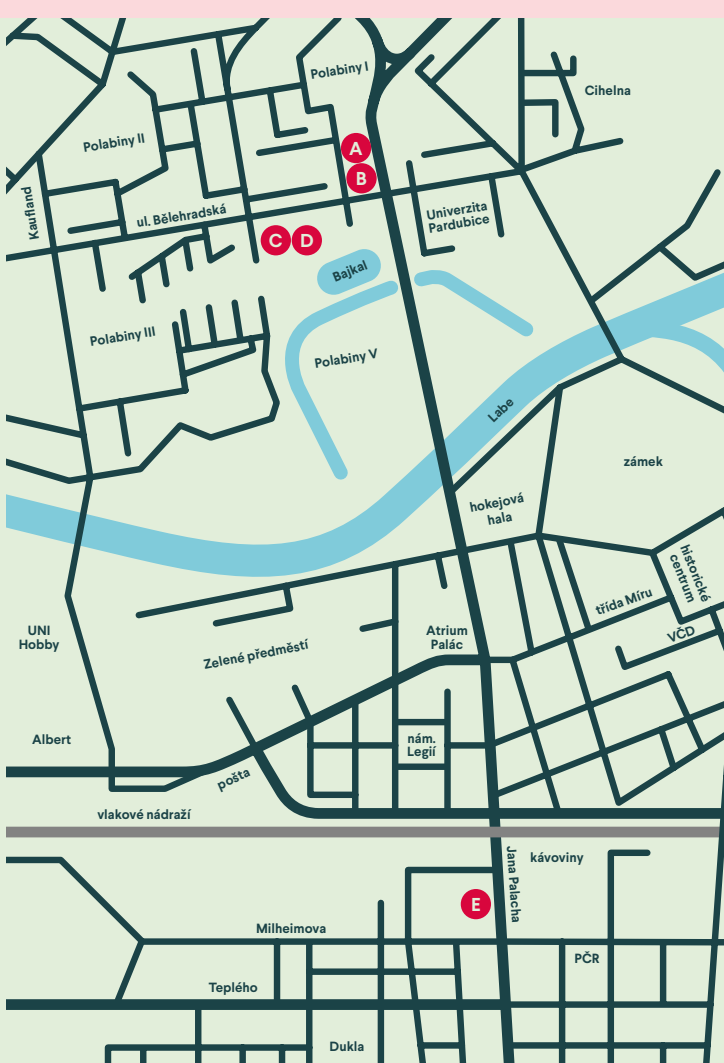 Polabiny I
Cihelna
Polabiny II
A
B
Kaufland
ul. Bělehradská
Univerzita
Pardubice
C
D
Bajkal
Polabiny III
Polabiny V
Labe
zámek
hokejová
hala
historické
centrum
třída Míru
VČD
UNI
Hobby
Atrium
Palác
Zelené předměstí
Albert
nám.
Legií
pošta
vlakové nádraží
Jana Palacha
kávoviny
E
Milheimova
PČR
Teplého
Dukla